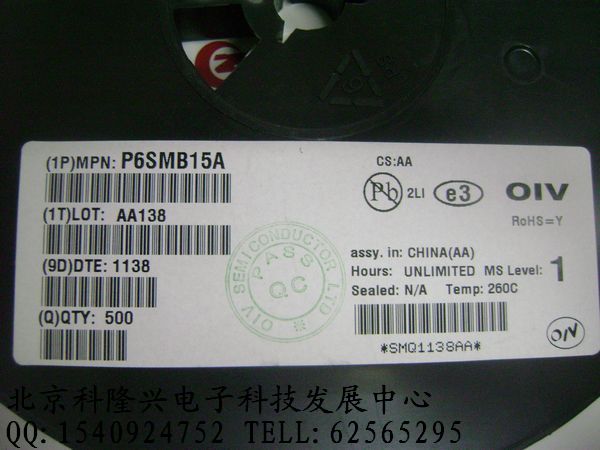 (1P)MPN: P6SMB15A
(1T)LOT: AA138
(9D)DTE: 1138
(Q)QTY: 500
CS:AA
Pb 2LI e3 OIV
RoHS=Y
assy. in: CHINA(AA)
Hours: UNLIMITED MS Level: 1
Sealed: N/A Temp: 260C
*SMQ1138AA*
OIV
OIV SEMICONDUCTOR LTD
PASS
QC
北京科隆兴电子科技发展中心
QQ:1540924752 TELL:62565295